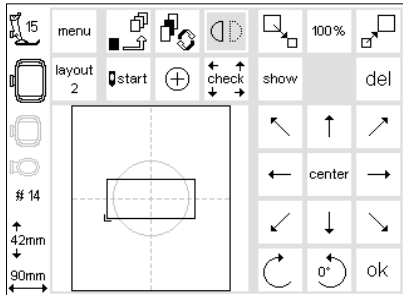 15
menu
100%
layout
2
start
check
show
del
center
# 14
42mm
90mm
0°
ok